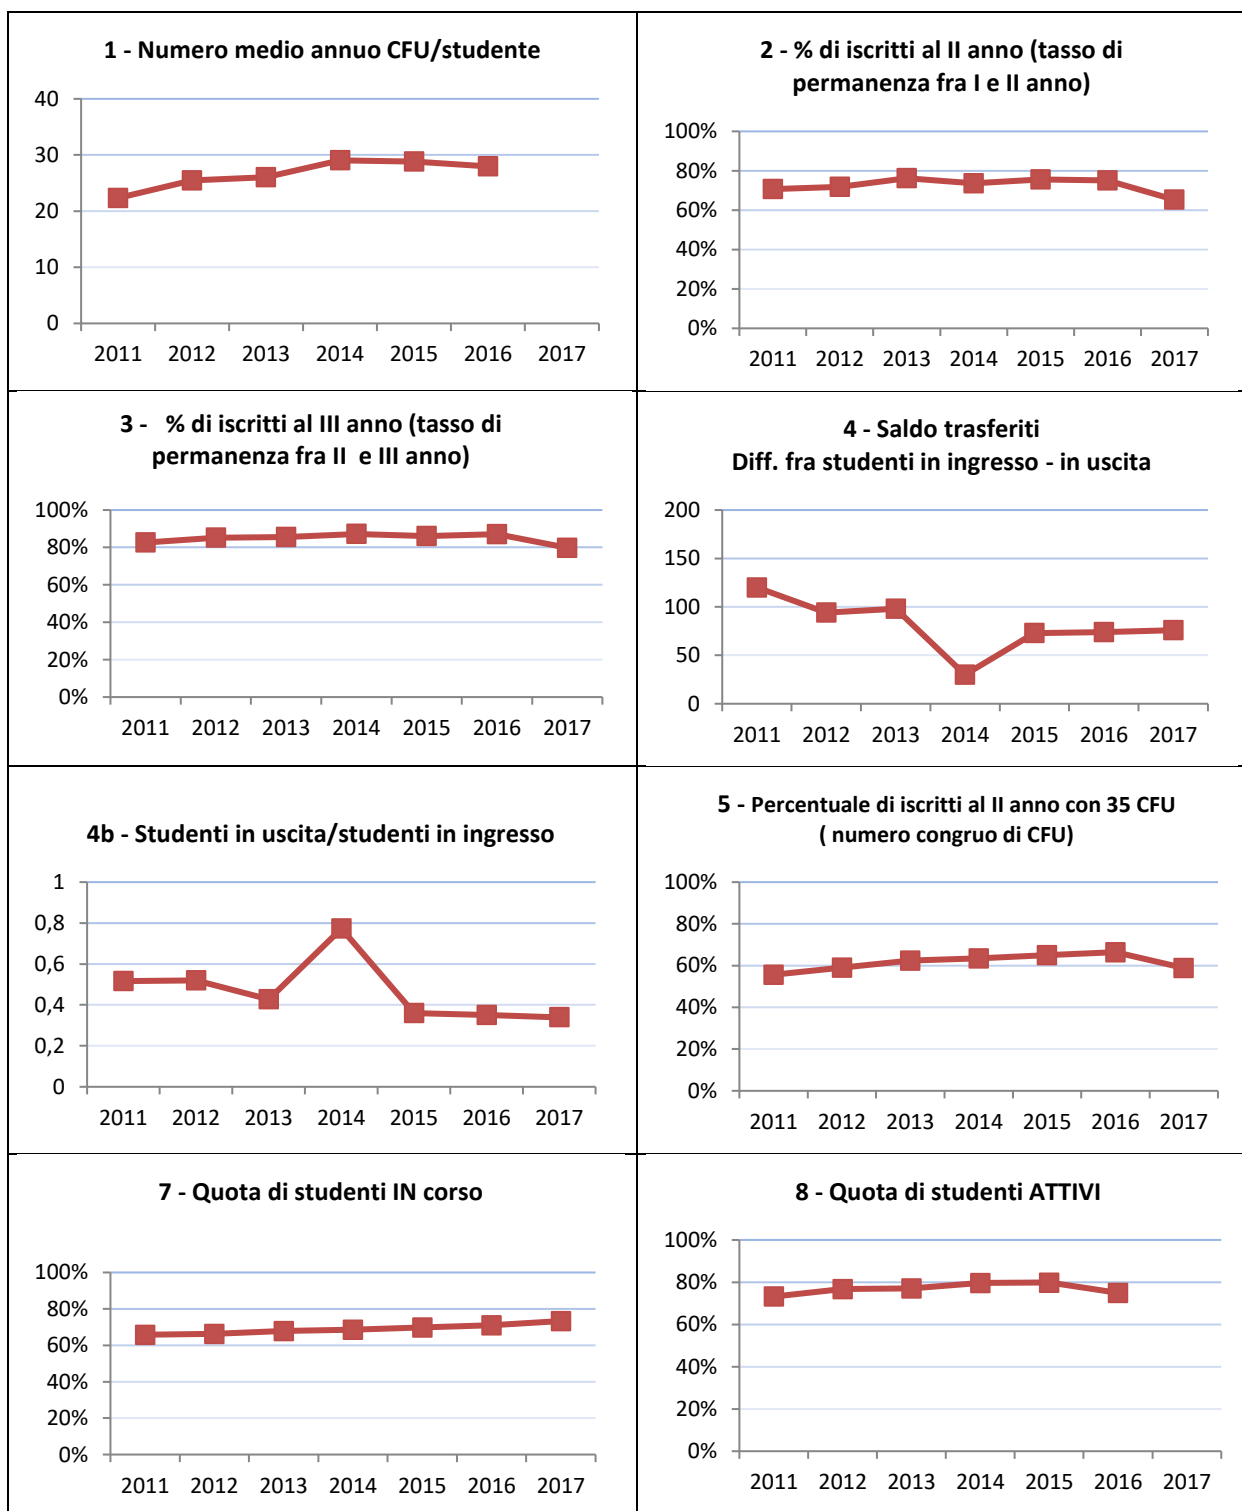 1 - Numero medio annuo CFU/studente
40
30
20
10
0
2011 2012 2013 2014 2015 2016 2017
2 - % di iscritti al II anno (tasso di
permanenza fra I e II anno)
100%
80%
60%
40%
20%
0%
2011 2012 2013 2014 2015 2016 2017
3 - % di iscritti al III anno (tasso di
permanenza fra II e III anno)
100%
80%
60%
40%
20%
0%
2011 2012 2013 2014 2015 2016 2017
4 - Saldo trasferiti
Diff. fra studenti in ingresso - in uscita
200
150
100
50
0
2011 2012 2013 2014 2015 2016 2017
4b - Studenti in uscita/studenti in ingresso
1
0,8
0,6
0,4
0,2
0
2011 2012 2013 2014 2015 2016 2017
5 - Percentuale di iscritti al II anno con 35 CFU
( numero congruo di CFU)
100%
80%
60%
40%
20%
0%
2011 2012 2013 2014 2015 2016 2017
7 - Quota di studenti IN corso
100%
80%
60%
40%
20%
0%
2011 2012 2013 2014 2015 2016 2017
8 - Quota di studenti ATTIVI
100%
80%
60%
40%
20%
0%
2011 2012 2013 2014 2015 2016 2017